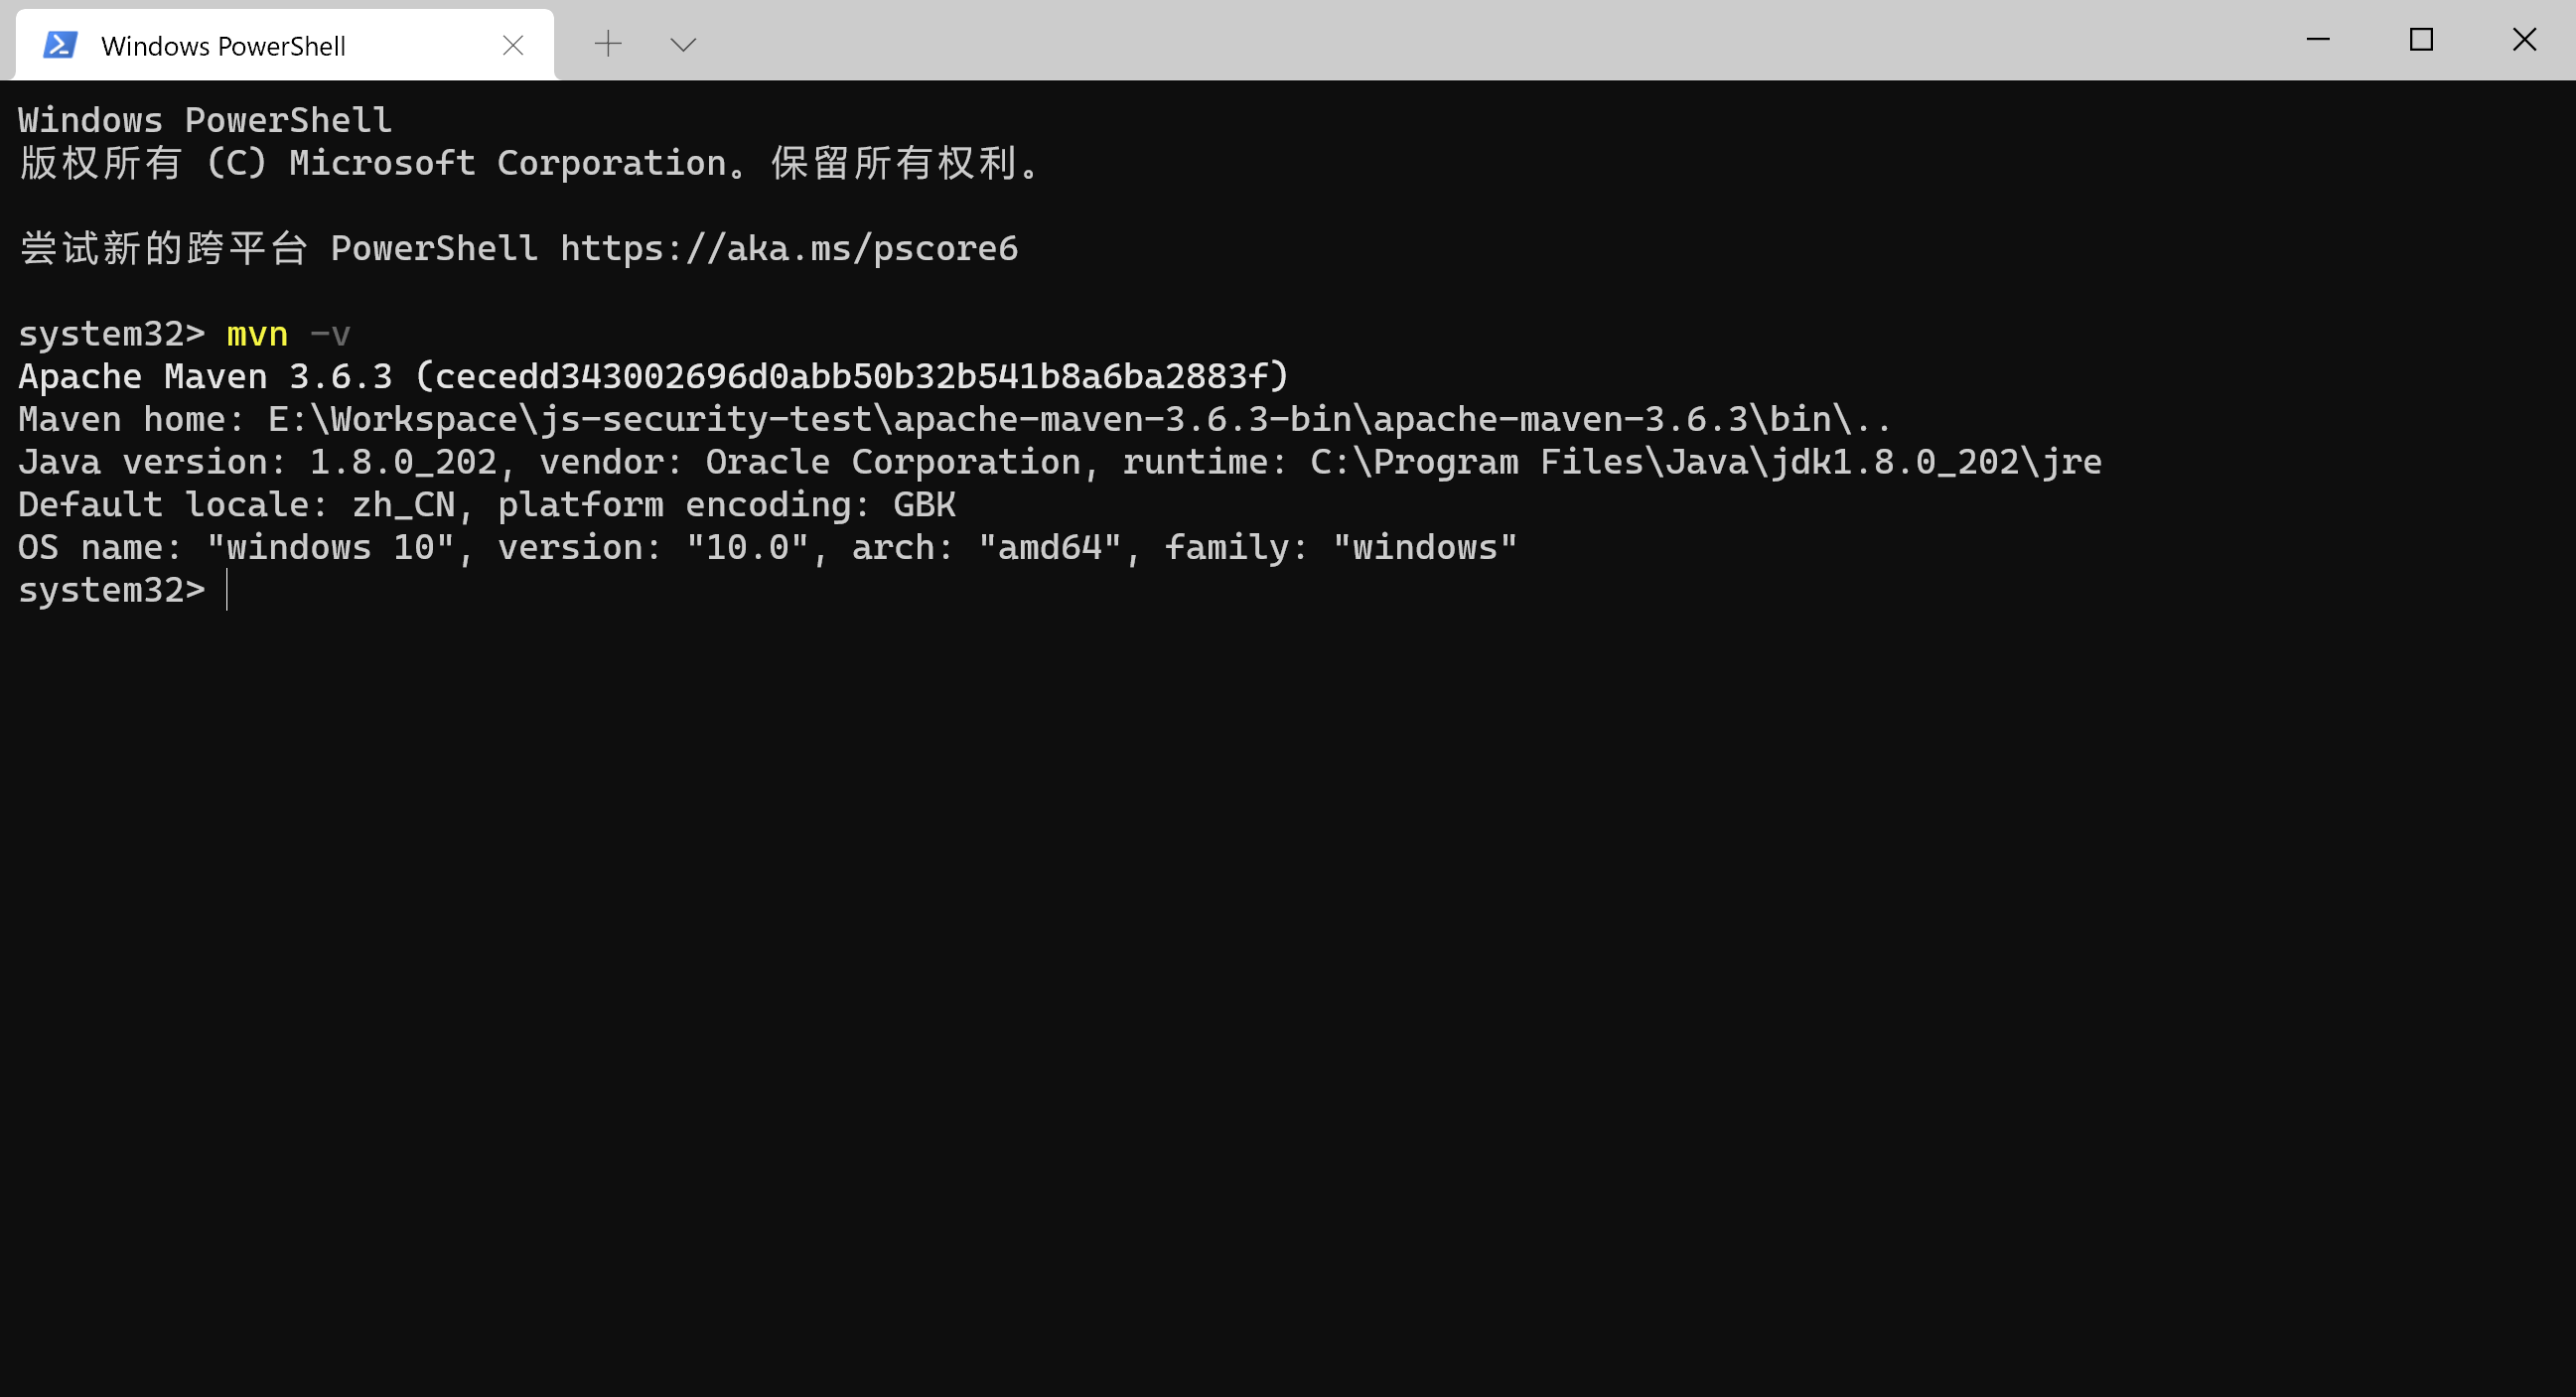 Windows PowerShell
Windows PowerShell
版权所有 (C) Microsoft Corporation。保留所有权利。
尝试新的跨平台 PowerShell https://aka.ms/pscore6
system32> mvn -v
Apache Maven 3.6.3 (cecedd343002696d0abb50b32b541b8a6ba2883f)
Maven home: E:\Workspace\js-security-test\apache-maven-3.6.3-bin\apache-maven-3.6.3\bin\..
Java version: 1.8.0_202, vendor: Oracle Corporation, runtime: C:\Program Files\Java\jdk1.8.0_202\jre
Default locale: zh_CN, platform encoding: GBK
OS name: "windows 10", version: "10.0", arch: "amd64", family: "windows"
system32>